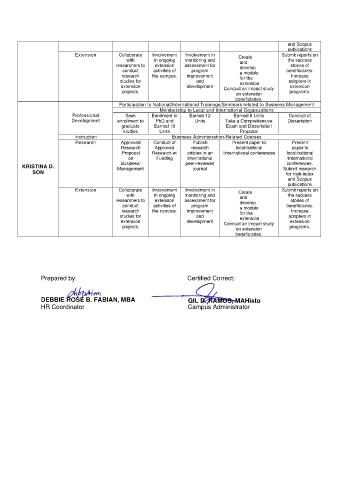 and Scopus
publications
Extension
Collaborate
with
researchers to
conduct
research
studies for
extension
projects.
Involvement
in ongoing
extension
activities of
the campus.
Involvement in
monitoring and
assessment for
program
improvement
and
development
Create
and
develop
a module
for the
extension
Conduct an impact study
on extension
beneficiaries.
Submit reports on
the success
stories of
beneficiaries.
Increase
adopters in
extension
programs.
KRISTINA D.
SON
Participation to National/International Trainings/Seminars related to Business Management
Membership to Local and International Organizations
Professional
Development
Seek
enrollment to
graduate
studies
Enrolment to
PhD and
Earned 18
Units
Earned 12
Units
Earned 6 Units
Take a Comprehensive
Exam and Dissertation
Proposal
Conduct of
Dissertation
Instruction
Business Administration-Related Courses
Research
Approved
Research
Proposal
on
Business/
Management
Conduct of
Approved
Research w/
Funding
Publish
research
articles in an
international
peer-reviewed
journal
Present paper to
local/national
/international conferences
Present
paper to
local/national
/international
conferences.
Submit research
for high-index
and Scopus
publications
Extension
Collaborate
with
researchers to
conduct
research
studies for
extension
projects.
Involvement
in ongoing
extension
activities of
the campus.
Involvement in
monitoring and
assessment for
program
improvement
and
development
Create
and
develop
a module
for the
extension
Conduct an impact study
on extension
beneficiaries.
Submit reports on
the success
stories of
beneficiaries.
Increase
adopters in
extension
programs.
Prepared by:
Certified Correct:
DEBBIE ROSE B. FABIAN, MBA
HR Coordinator
GIL B. RAMOS, MAHisto
Campus Administrator